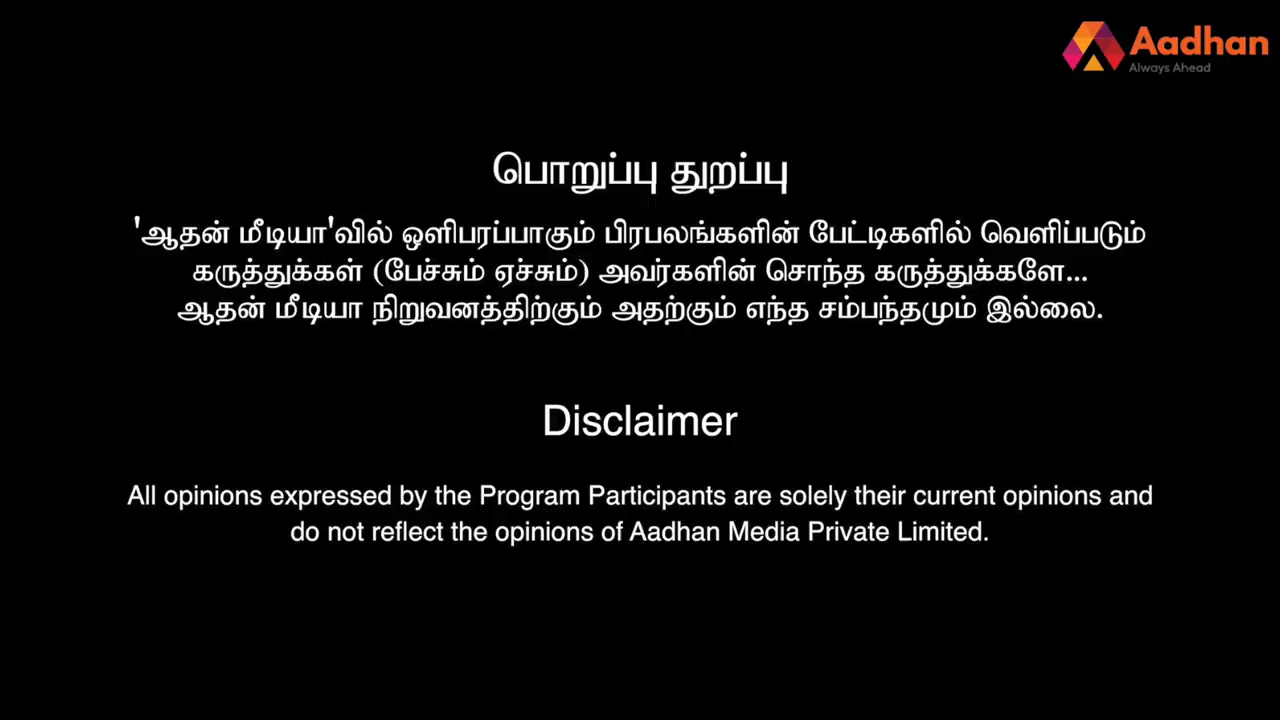 Aadhan
Always Ahead
பொறுப்பு துறப்பு
'ஆதன் மீடியா'வில் ஒளிபரப்பாகும் பிரபலங்களின் பேட்டிகளில் வெளிப்படும்
கருத்துக்கள் (பேச்சும் ஏச்சும்) அவர்களின் சொந்த கருத்துக்களே...
ஆதன் மீடியா நிறுவனத்திற்கும் அதற்கும் எந்த சம்பந்தமும் இல்லை.
Disclaimer
All opinions expressed by the Program Participants are solely their current opinions and
do not reflect the opinions of Aadhan Media Private Limited.